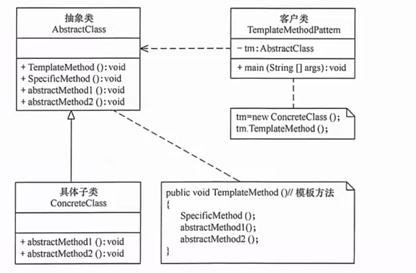 抽象类
AbstractClass
+ TemplateMethod ():void
+ SpecificMethod ():void
+ abstractMethod1 ():void
+ abstractMethod2 ():void
客户类
TemplateMethodPattem
- tm:AbstractClass
+ main (String [] args):void
tm=new ConcreteClass ();
tm.TemplateMethod ();
具体子类
ConcreteClass
+ abstractMethod1 ():void
+ abstractMethod2 ():void
public void TemplateMethod ()// 模板方法
{
SpecificMethod ();
abstractMethod1();
abstractMethod2 ();
}